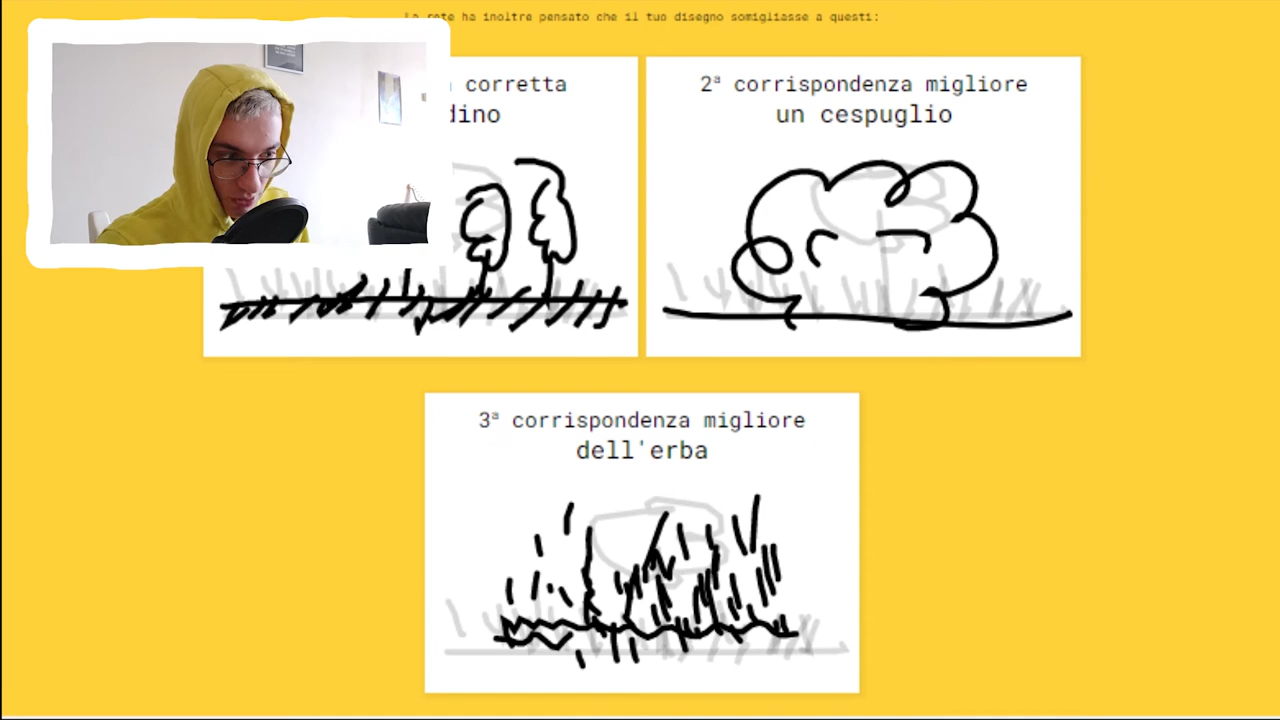 La rete ha inoltre pensato che il tuo disegno somigliasse a questi:
corretta
dino
2ª corrispondenza migliore
un cespuglio
3ª corrispondenza migliore
dell'erba